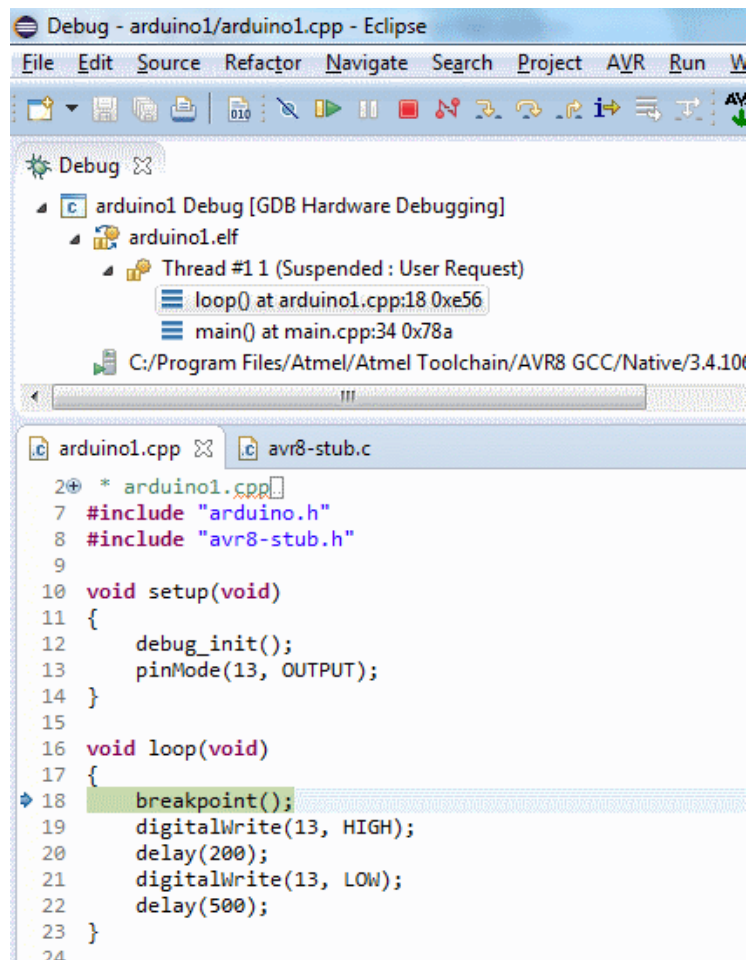 Debug - arduino1/arduino1.cpp - Eclipse
File Edit Source Refactor Navigate Search Project AVR Run
010
Debug
arduino1 Debug [GDB Hardware Debugging]
arduino1.elf
Thread #1 1 (Suspended : User Request)
loop() at arduino1.cpp:18 0xe56
main() at main.cpp:34 0x78a
C:/Program Files/Atmel/Atmel Toolchain/AVR8 GCC/Native/3.4.106
arduino1.cpp avr8-stub.c
2 * arduino1.cpp
7 #include "arduino.h"
8 #include "avr8-stub.h"
9
10 void setup(void)
11 {
12 debug_init();
13 pinMode(13, OUTPUT);
14 }
15
16 void loop(void)
17 {
18 breakpoint();
19 digitalWrite(13, HIGH);
20 delay(200);
21 digitalWrite(13, LOW);
22 delay(500);
23 }
24